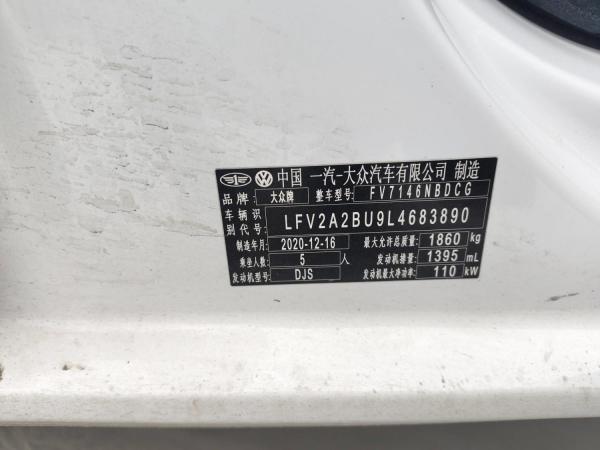 中国 一汽-大众汽车有限公司 制造
品牌: 大众牌 整车型号: FV7146NBDCG
车辆识别代号: LFV2A2BU9L4683890
制造年月: 2020-12-16 最大允许总质量: 1860 kg
乘坐人数: 5 人 发动机排量: 1395 mL
发动机型号: DJS 发动机最大净功率: 110 kW